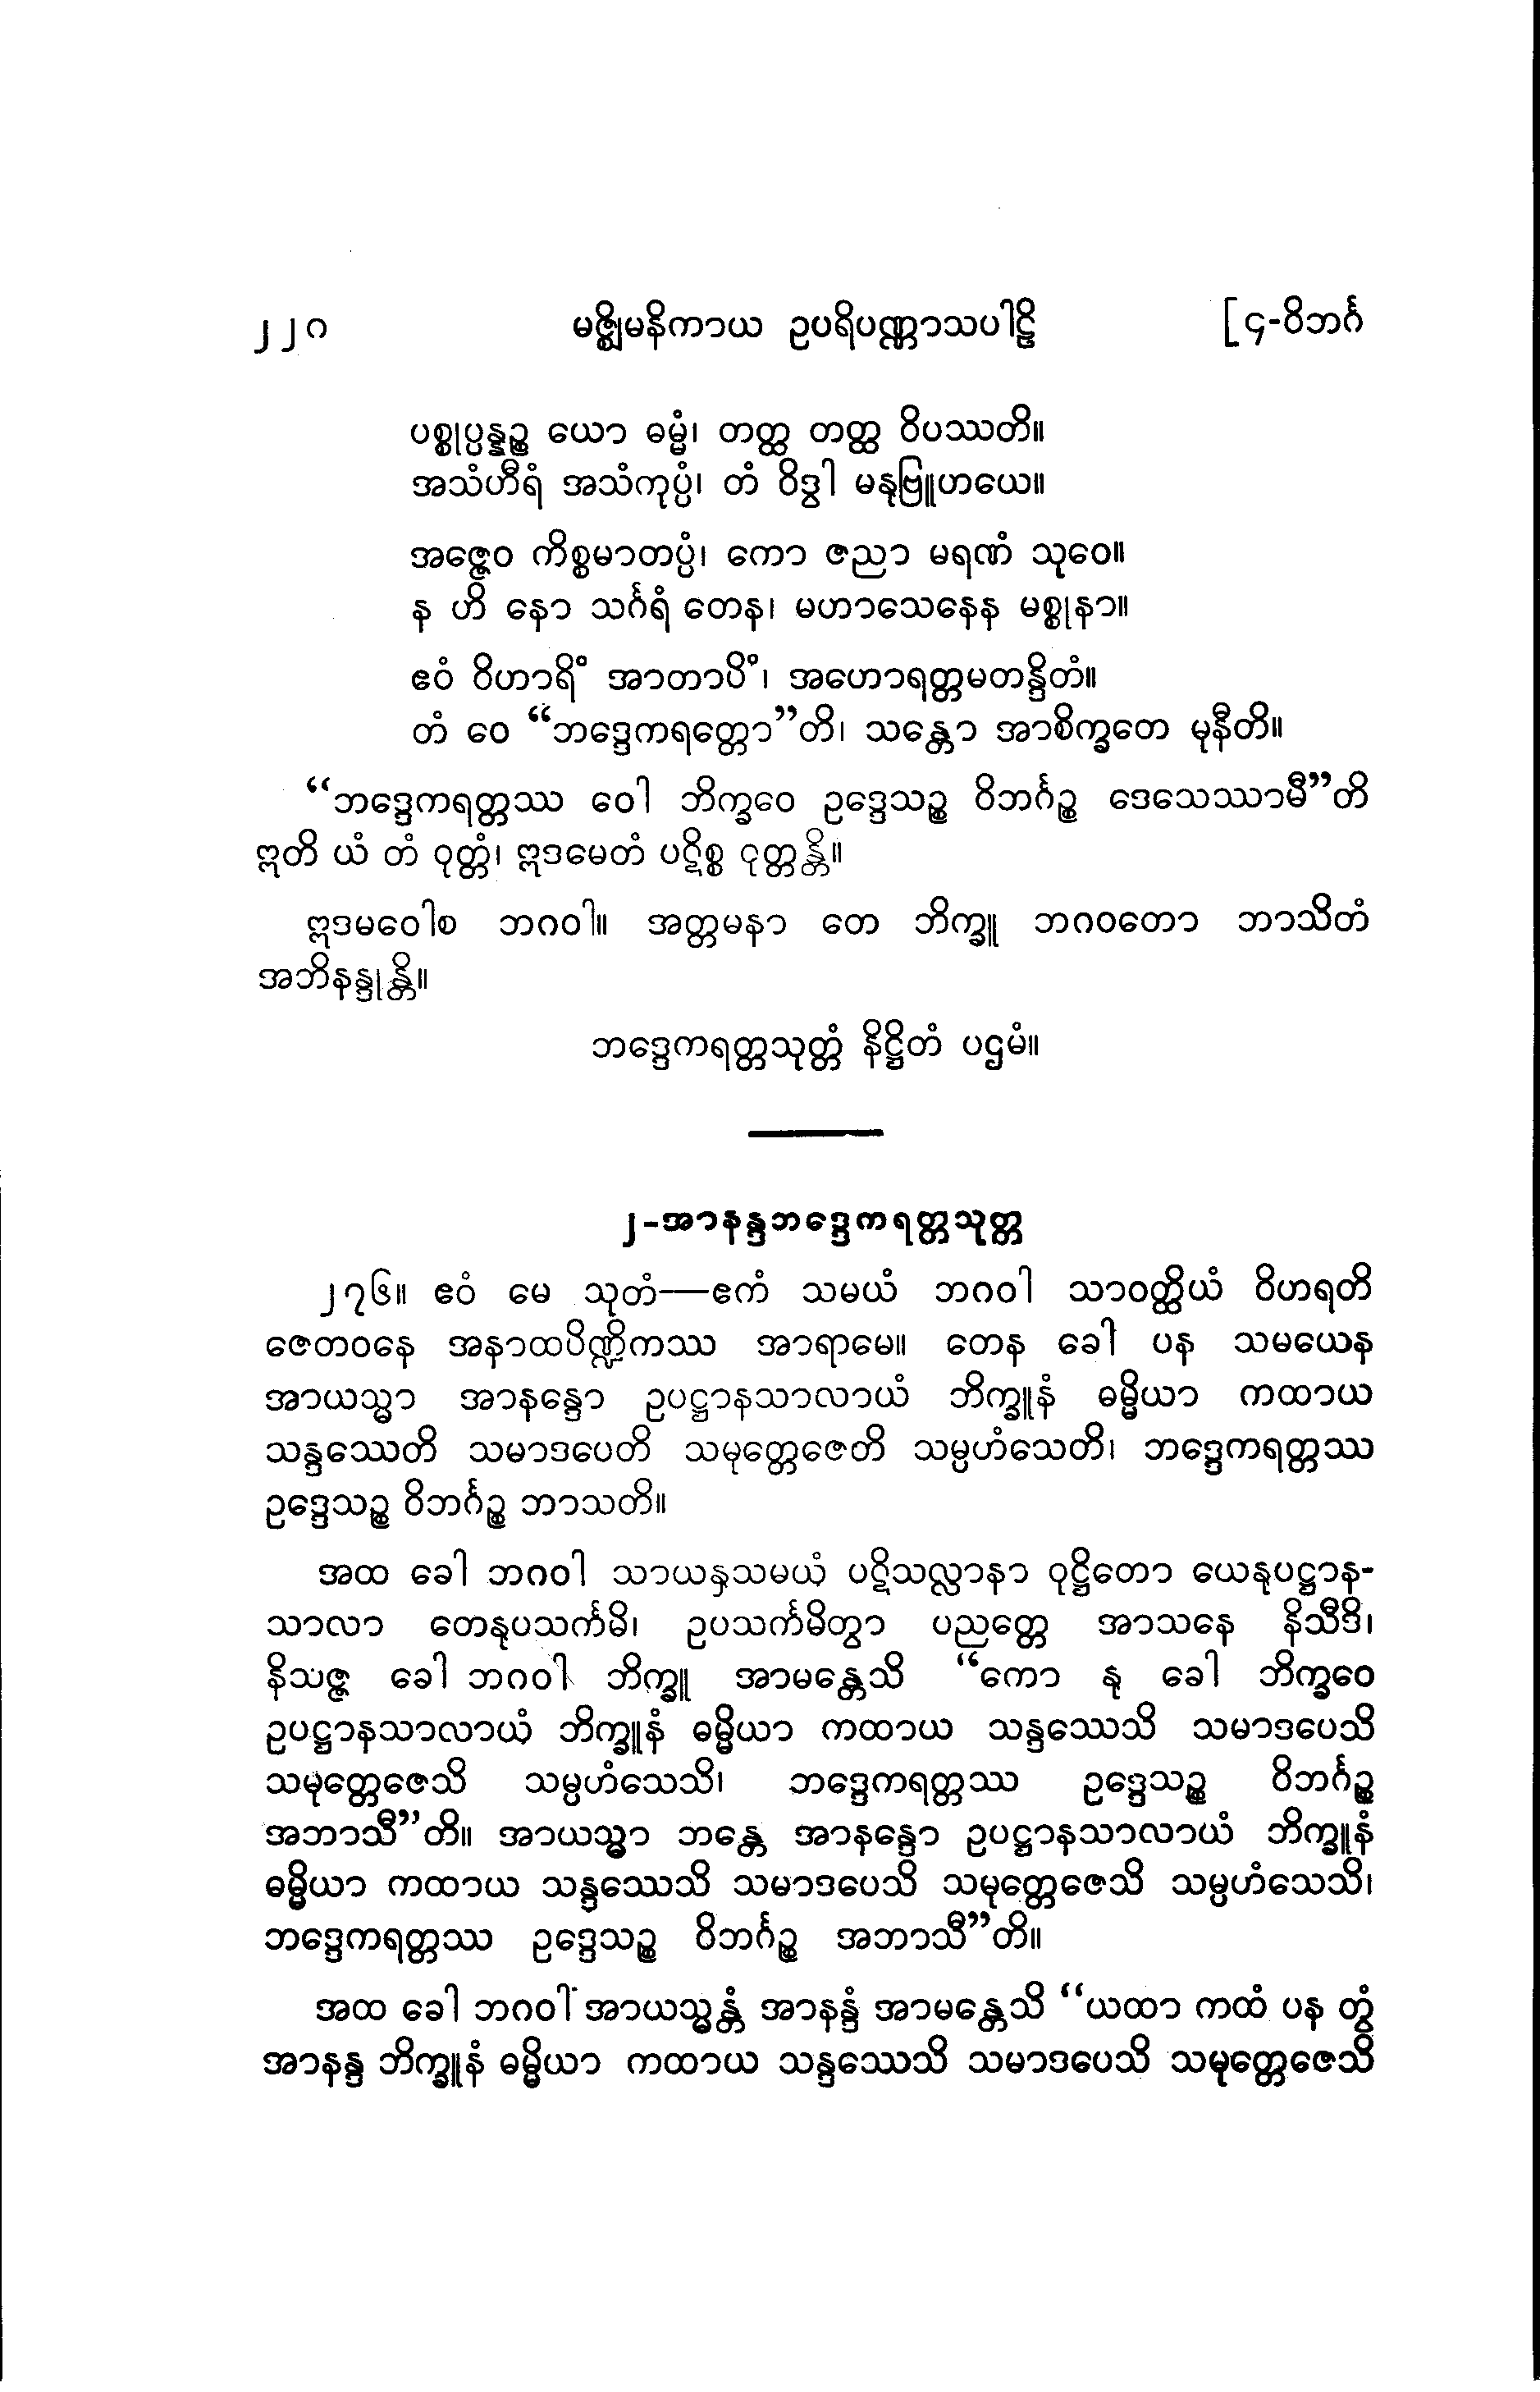 ၂၂၀ မဇ္ဈိမနိကာယ ဥပရိပဏ္ဏာသပါဠိ [၄-ဝိဘင်္ဂ
ပစ္စုပ္ပန္နဉ္စ ယော ဓမ္မံ၊ တတ္ထ တတ္ထ ဝိပဿတိ။
အသံဟီရံ အသံကုပ္ပံ၊ တံ ဝိဒွါ မနုဗြူဟယေ။
အဇ္ဇေဝ ကိစ္စမာတပ္ပံ၊ ကော ဇညာ မရဏံ သုဝေ။
န ဟိ နော သင်္ဂရံ တေန၊ မဟာသေနေန မစ္စုနာ။
ဧဝံ ဝိဟာရိံ အာတာပိံ၊ အဟောရတ္တမတန္ဒိတံ။
တံ ဝေ “ဘဒ္ဒေကရတ္တော”တိ၊ သန္တော အာစိက္ခတေ မုနီတိ။
“ဘဒ္ဒေကရတ္တဿ ဝေါ ဘိက္ခဝေ ဥဒ္ဒေသဉ္စ ဝိဘင်္ဂဉ္စ ဒေသေဿာမီ”တိ
ဣတိ ယံ တံ ဝုတ္တံ၊ ဣဒမေတံ ပဋိစ္စ ဝုတ္တန္တိ။
ဣဒမဝေါစ ဘဂဝါ။ အတ္တမနာ တေ ဘိက္ခူ ဘဂဝတော ဘာသိတံ
အဘိနန္ဒုန္တိ။
ဘဒ္ဒေကရတ္တသုတ္တံ နိဋ္ဌိတံ ပဌမံ။
၂-အာနန္ဒဘဒ္ဒေကရတ္တသုတ္တ
၂၇၆။ ဧဝံ မေ သုတံ—ဧကံ သမယံ ဘဂဝါ သာဝတ္ထိယံ ဝိဟရတိ
ဇေတဝနေ အနာထပိဏ္ဍိကဿ အာရာမေ။ တေန ခေါ ပန သမယေန
အာယသ္မာ အာနန္ဒော ဥပဋ္ဌာနသာလာယံ ဘိက္ခူနံ ဓမ္မိယာ ကထာယ
သန္ဒဿေတိ သမာဒပေတိ သမုတ္တေဇေတိ သမ္ပဟံသေတိ၊ ဘဒ္ဒေကရတ္တဿ
ဥဒ္ဒေသဉ္စ ဝိဘင်္ဂဉ္စ ဘာသတိ။
အထ ခေါ ဘဂဝါ သာယနှသမယံ ပဋိသလ္လာနာ ဝုဋ္ဌိတော ယေနုပဋ္ဌာန-
သာလာ တေနုပသင်္ကမိ၊ ဥပသင်္ကမိတွာ ပညတ္တေ အာသနေ နိသီဒိ၊
နိသဇ္ဇ ခေါ ဘဂဝါ ဘိက္ခူ အာမန္တေသိ “ကော နု ခေါ ဘိက္ခဝေ
ဥပဋ္ဌာနသာလာယံ ဘိက္ခူနံ ဓမ္မိယာ ကထာယ သန္ဒဿေသိ သမာဒပေသိ
သမုတ္တေဇေသိ သမ္ပဟံသေသိ၊ ဘဒ္ဒေကရတ္တဿ ဥဒ္ဒေသဉ္စ ဝိဘင်္ဂဉ္စ
အဘာသီ”တိ။ အာယသ္မာ ဘန္တေ အာနန္ဒော ဥပဋ္ဌာနသာလာယံ ဘိက္ခူနံ
ဓမ္မိယာ ကထာယ သန္ဒဿေသိ သမာဒပေသိ သမုတ္တေဇေသိ သမ္ပဟံသေသိ၊
ဘဒ္ဒေကရတ္တဿ ဥဒ္ဒေသဉ္စ ဝိဘင်္ဂဉ္စ အဘာသီ”တိ။
အထ ခေါ ဘဂဝါ အာယသ္မန္တံ အာနန္ဒံ အာမန္တေသိ “ယထာ ကထံ ပန တွံ
အာနန္ဒ ဘိက္ခူနံ ဓမ္မိယာ ကထာယ သန္ဒဿေသိ သမာဒပေသိ သမုတ္တေဇေသိ